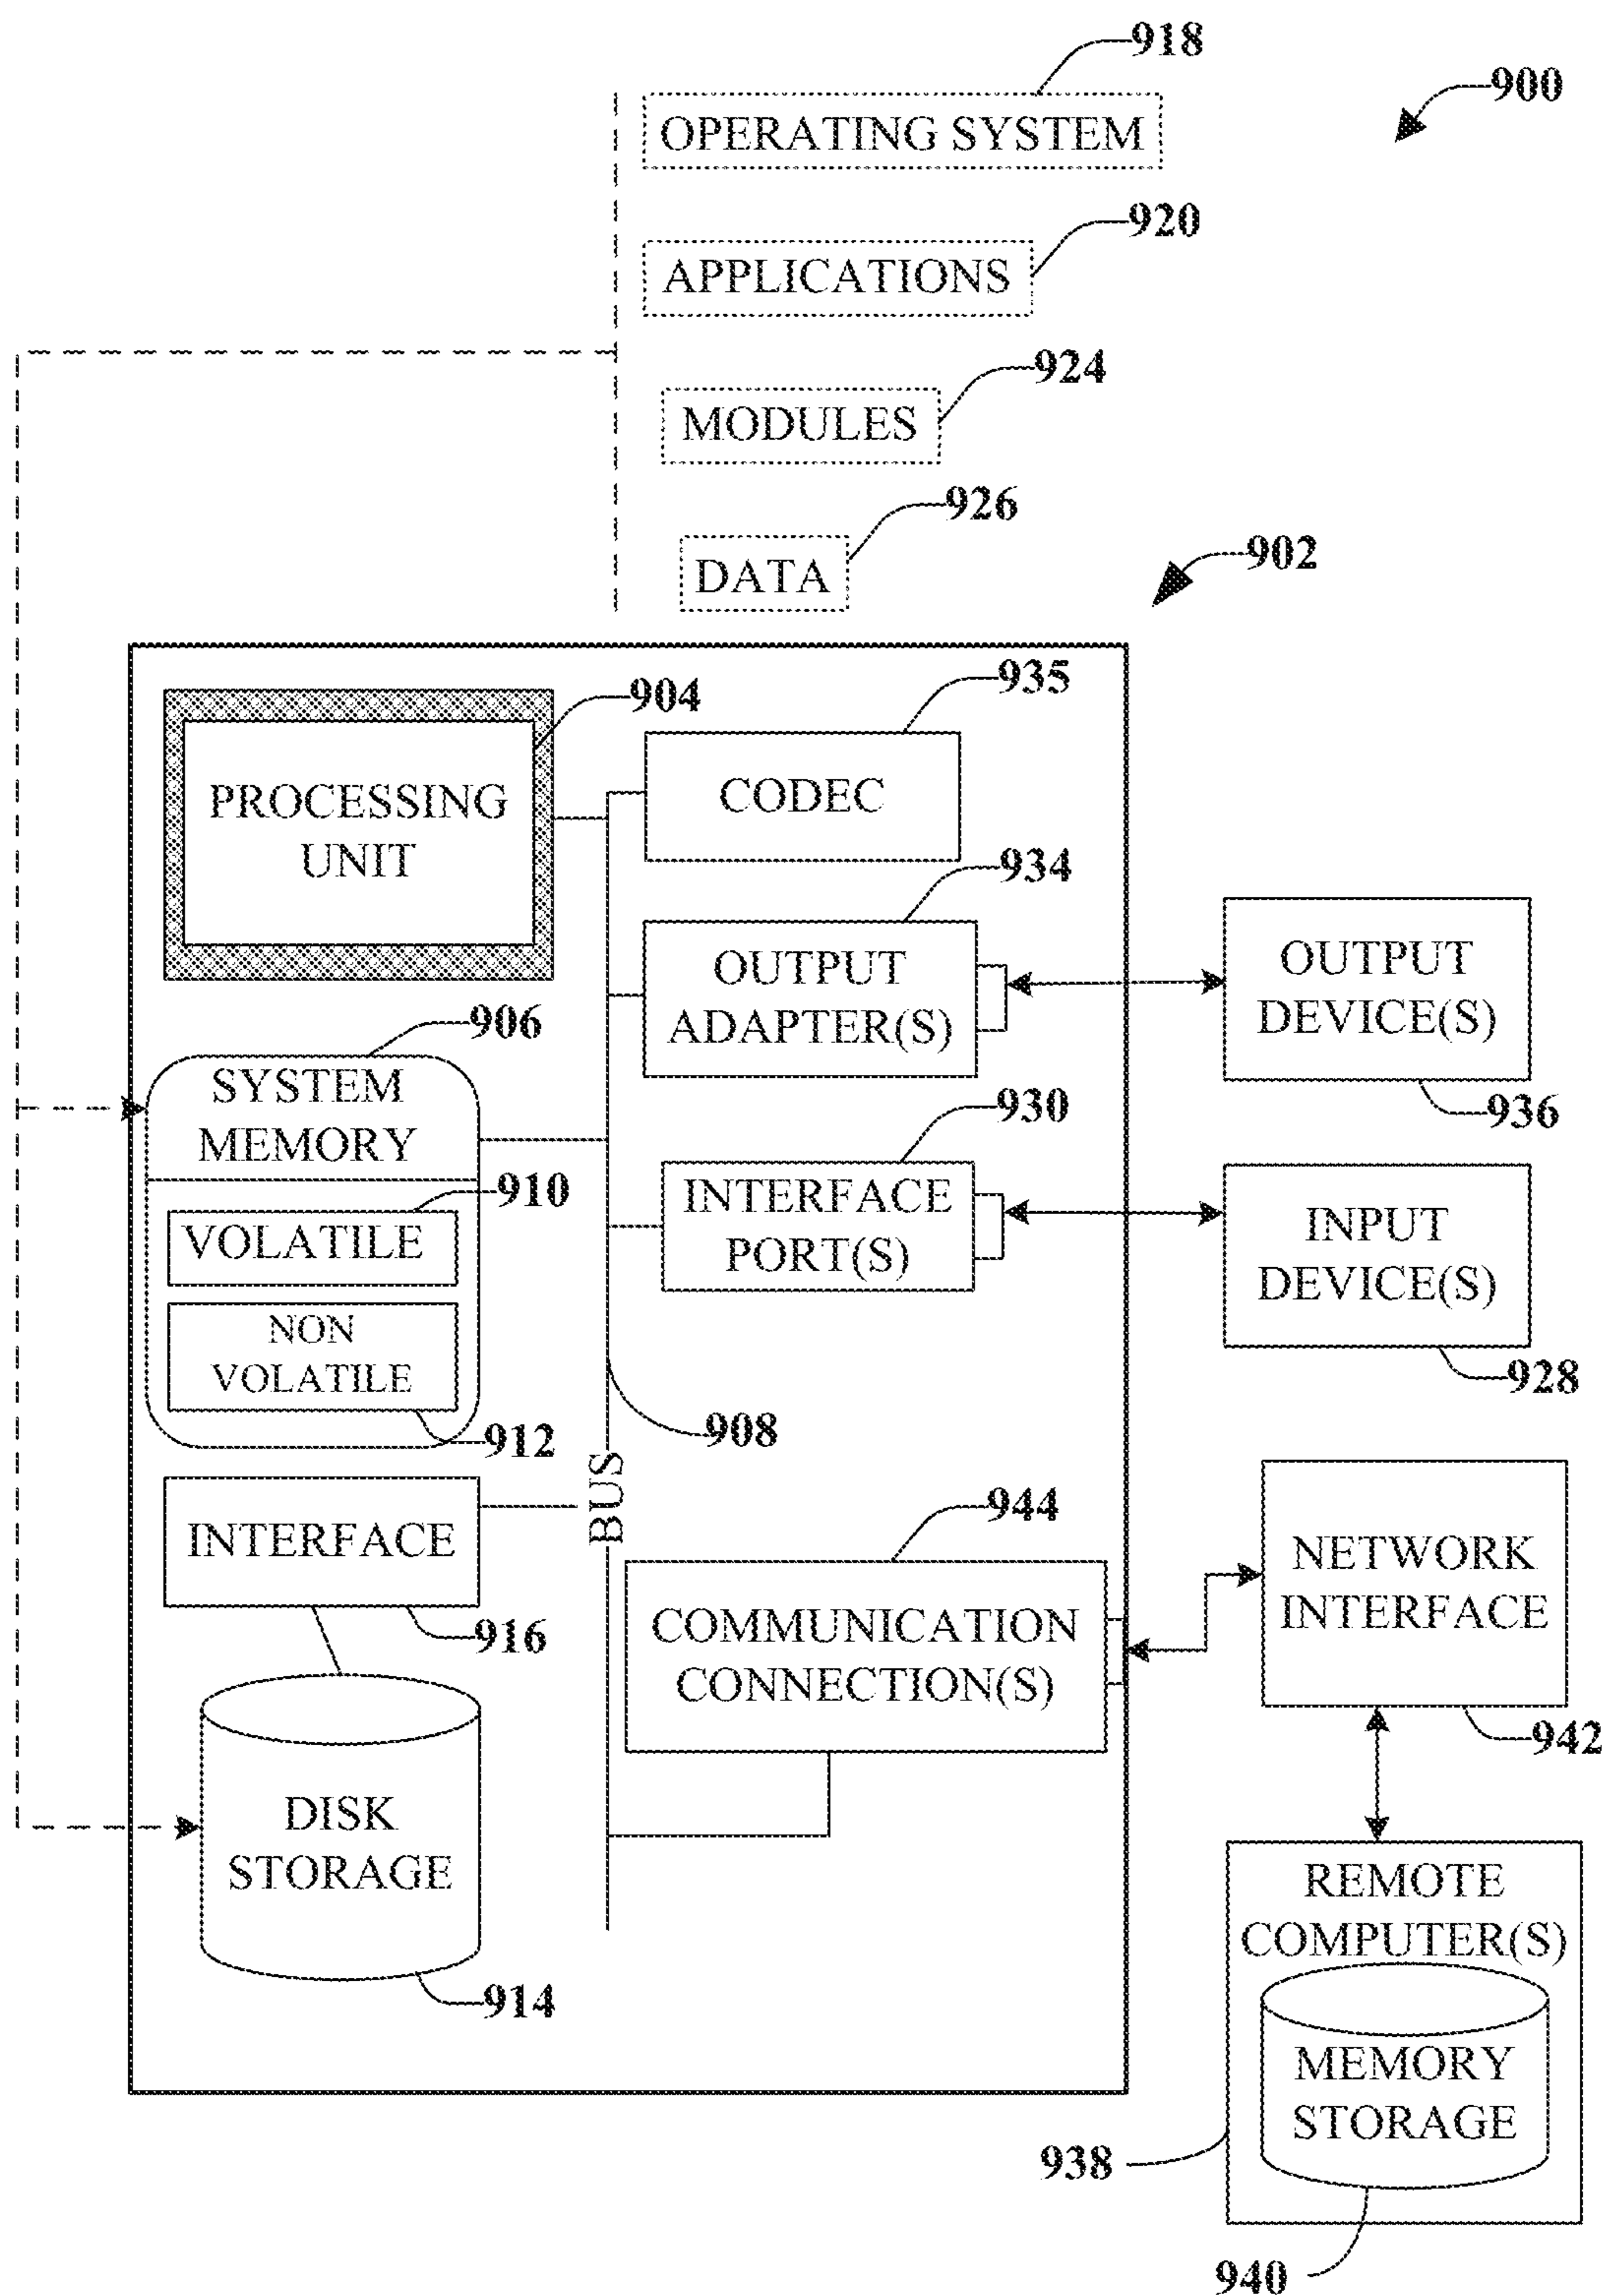 918
900
OPERATING SYSTEM
920
APPLICATIONS
924
MODULES
926
DATA
902
904
PROCESSING
UNIT
935
CODEC
934
OUTPUT
ADAPTER(S)
OUTPUT
DEVICE(S)
936
906
SYSTEM
MEMORY
910
VOLATILE
NON
VOLATILE
912
930
INTERFACE
PORT(S)
INPUT
DEVICE(S)
928
908
BUS
INTERFACE
916
944
COMMUNICATION
CONNECTION(S)
NETWORK
INTERFACE
942
DISK
STORAGE
914
REMOTE
COMPUTER(S)
MEMORY
STORAGE
938
940